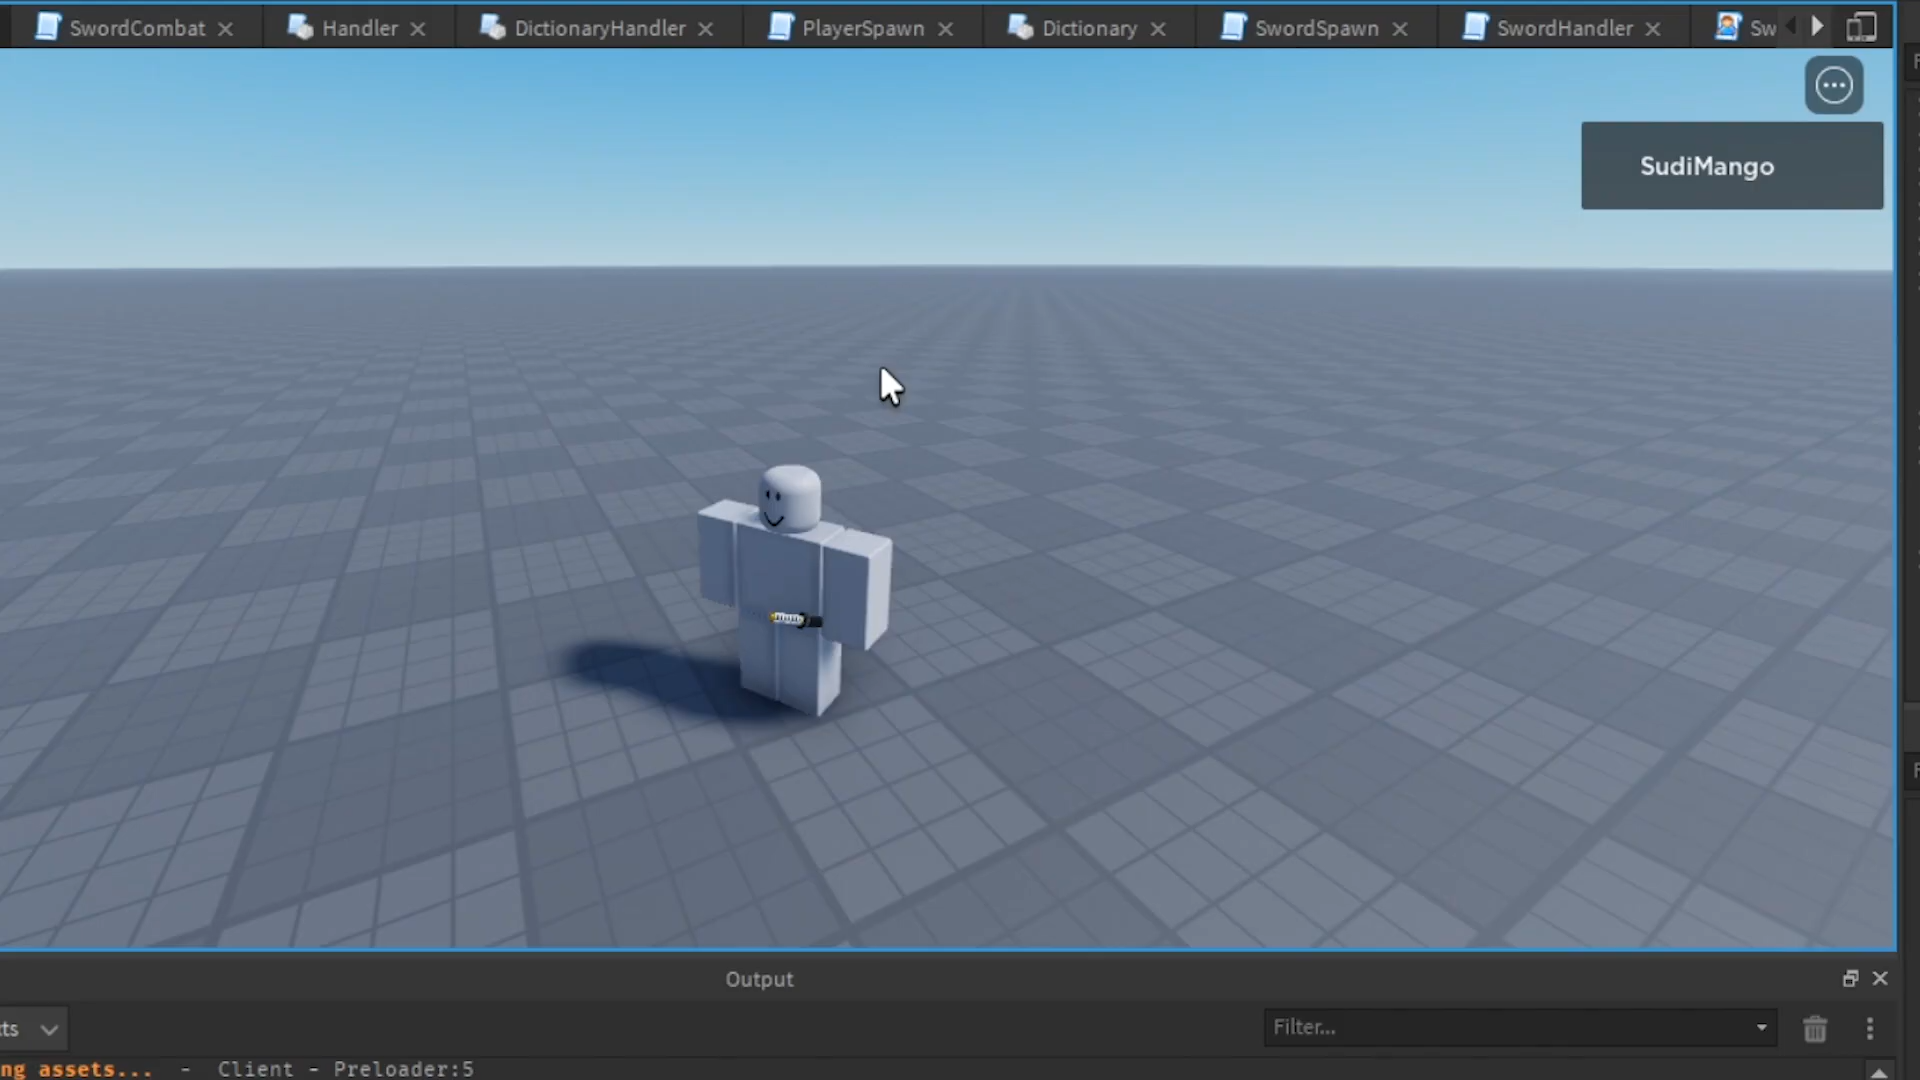 SwordCombat Handler DictionaryHandler PlayerSpawn Dictionary SwordSpawn SwordHandler Sw
SudiMango
Output
ts Filter...
ng assets... - Client - Preloader:5